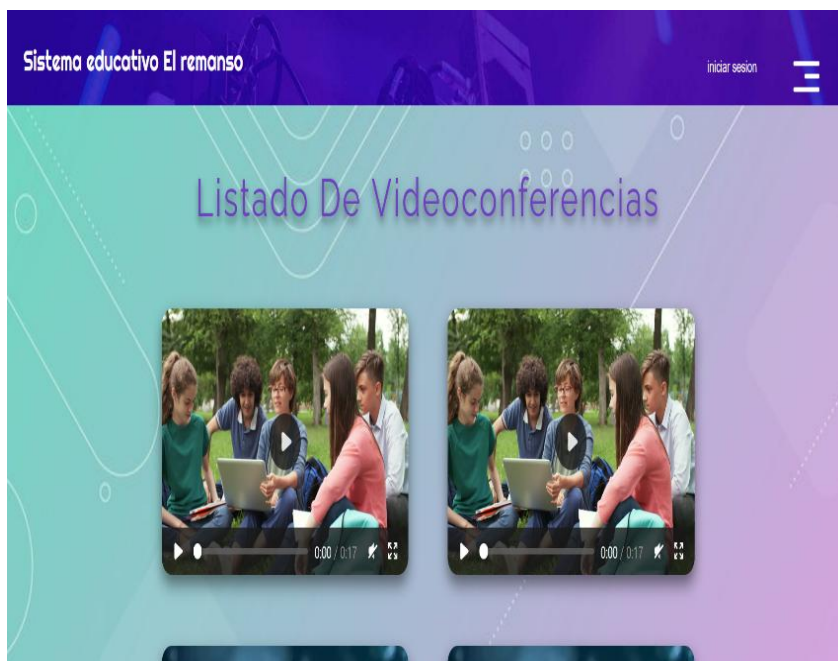 Sistema educativo El remanso
iniciar sesion
Listado De Videoconferencias
0:00 / 0:17
0:00 / 0:17